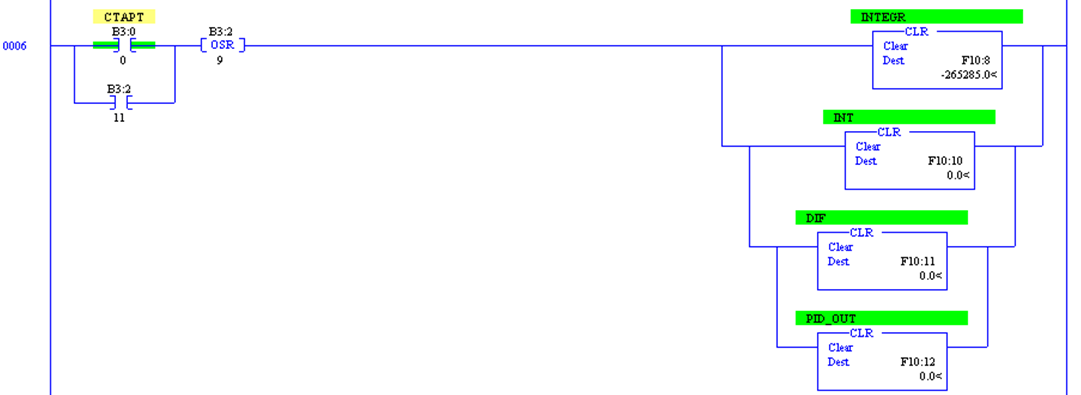 CTAPT
INTEGR
B3:0
B3:2
CLR
0006
OSR
Clear
0
9
Dest
F10:8
-265285.0<
B3:2
11
INT
CLR
Clear
Dest
F10:10
0.0<
DIF
CLR
Clear
Dest
F10:11
0.0<
PID_OUT
CLR
Clear
Dest
F10:12
0.0<